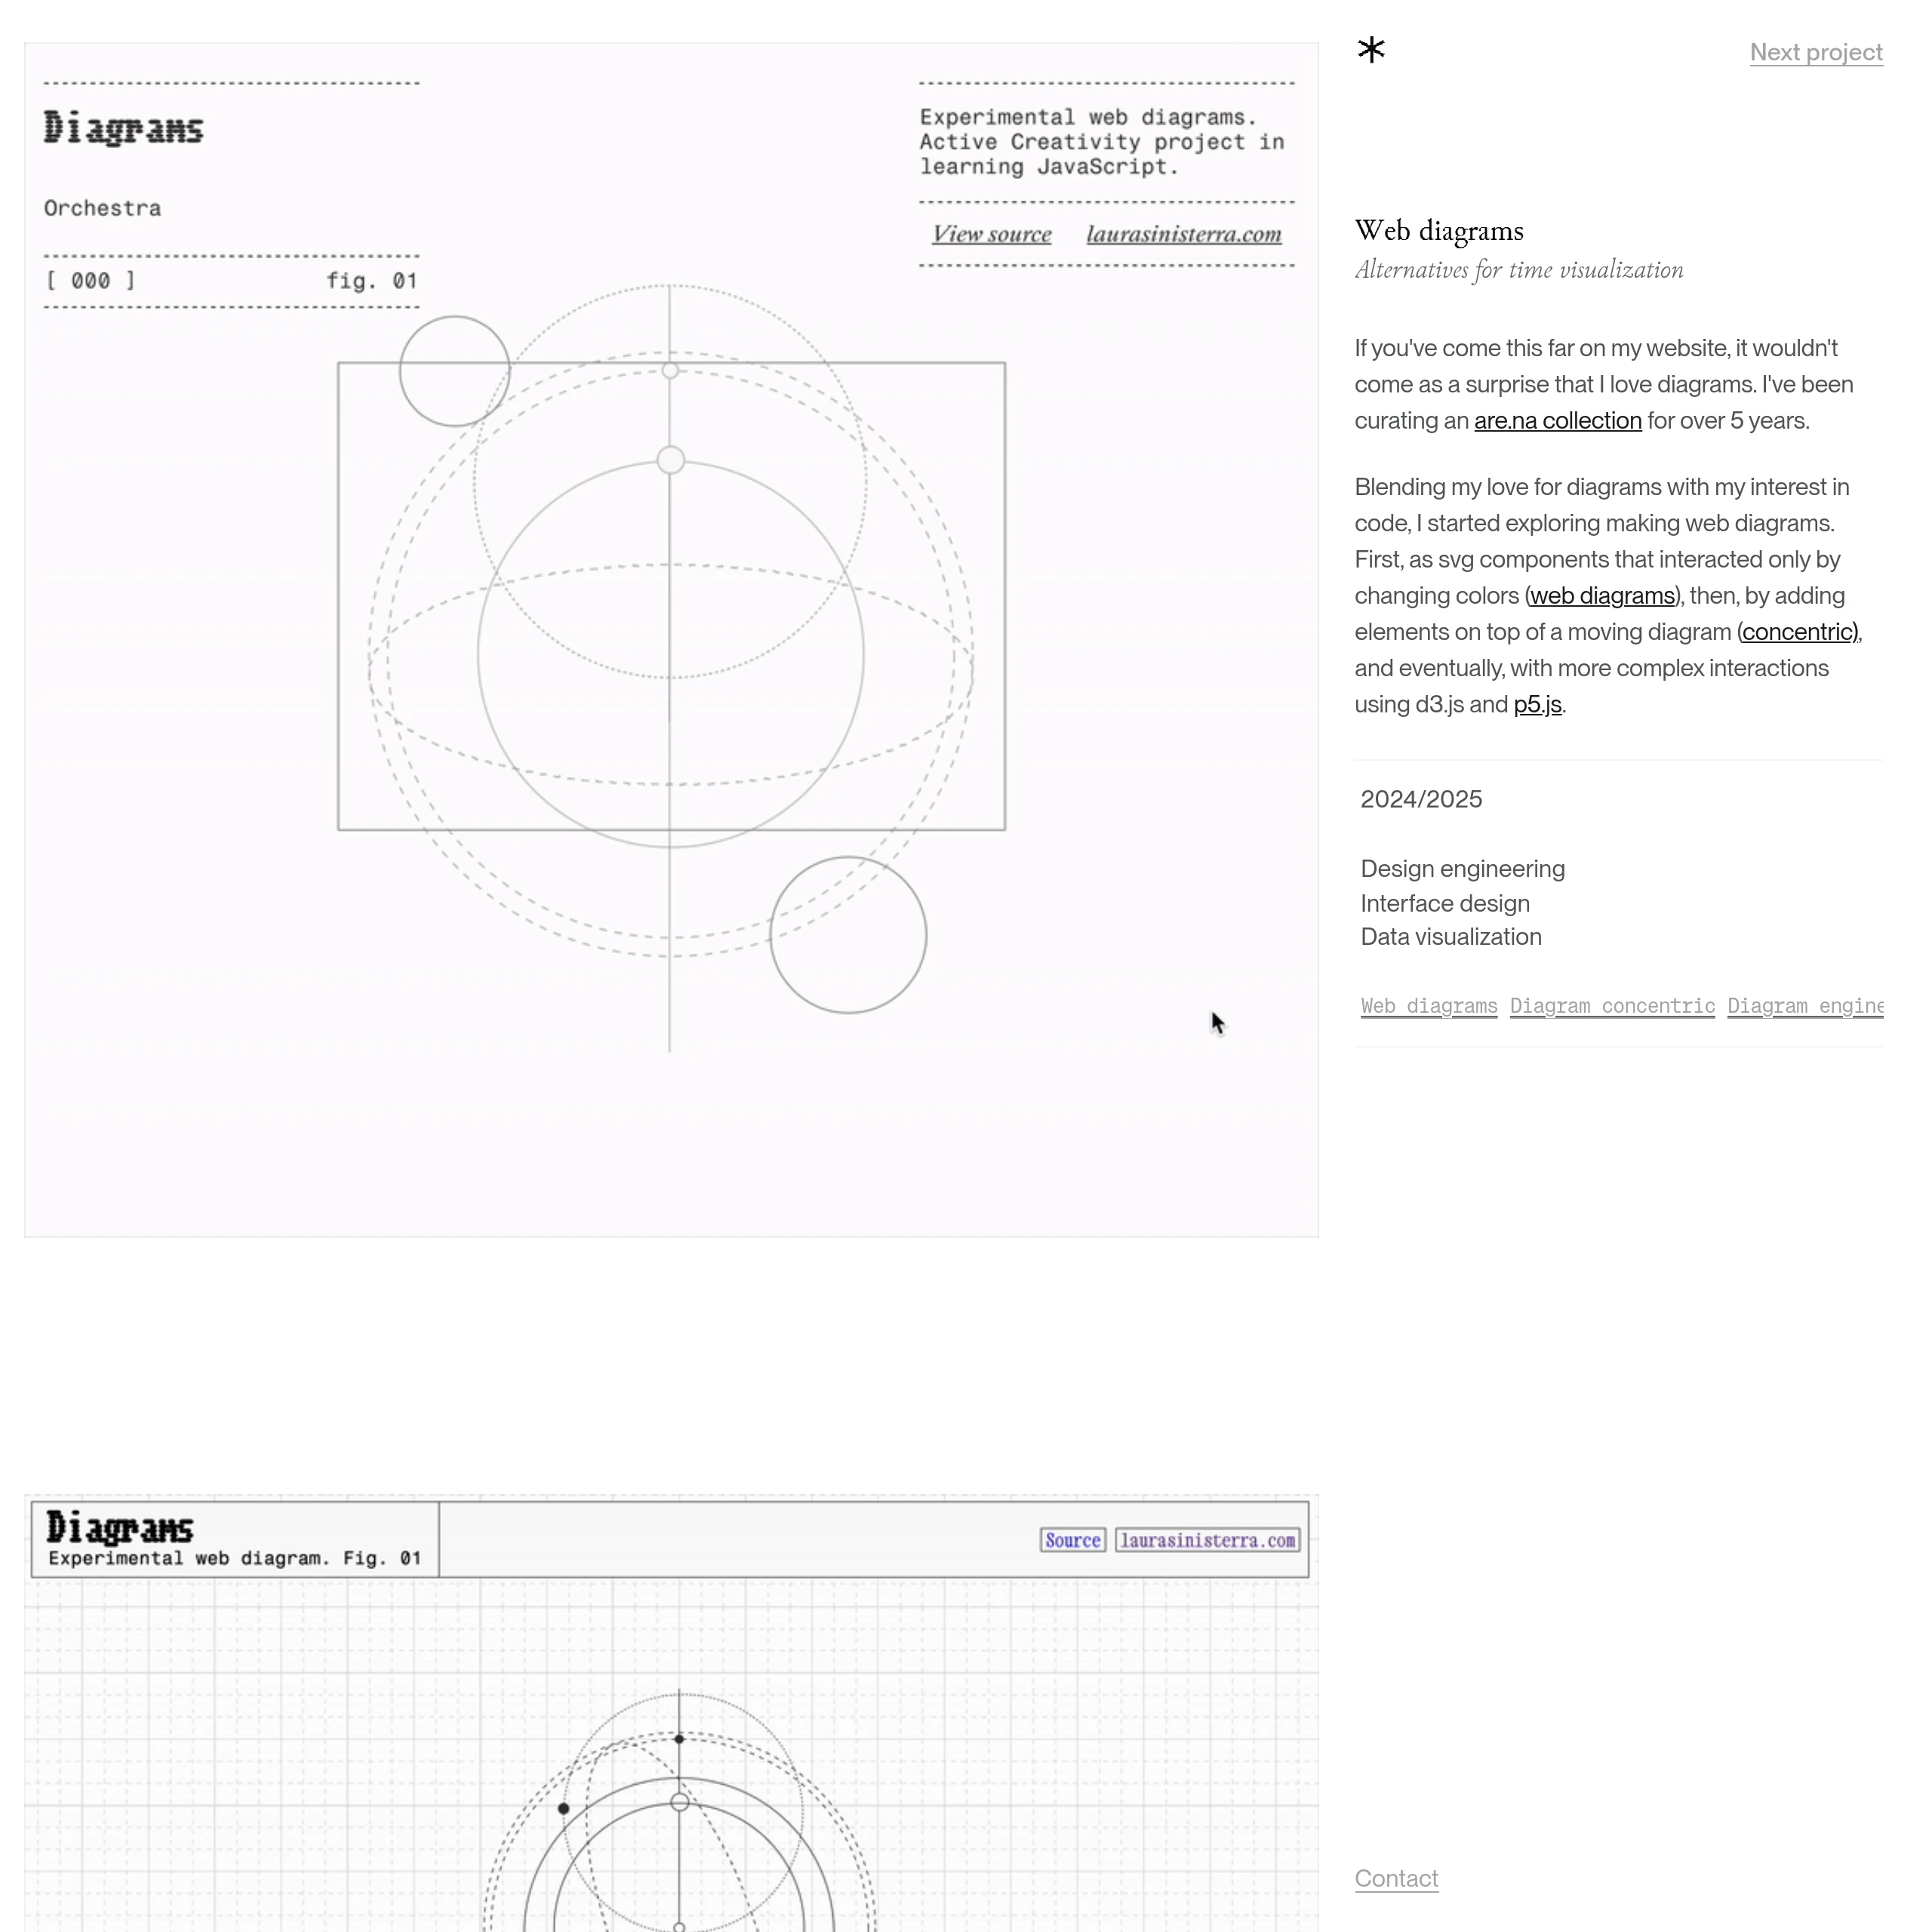 Diagrams
Orchestra
[ 000 ] fig. 01
Experimental web diagrams.
Active Creativity project in
learning JavaScript.
View source laurasinisterra.com
* Next project
Web diagrams
Alternatives for time visualization
If you've come this far on my website, it wouldn't
come as a surprise that I love diagrams. I've been
curating an are.na collection for over 5 years.
Blending my love for diagrams with my interest in
code, I started exploring making web diagrams.
First, as svg components that interacted only by
changing colors (web diagrams), then, by adding
elements on top of a moving diagram (concentric),
and eventually, with more complex interactions
using d3.js and p5.js.
2024/2025
Design engineering
Interface design
Data visualization
Web diagrams Diagram concentric Diagram engine
Diagrams
Experimental web diagram. Fig. 01
Source laurasinisterra.com
Contact